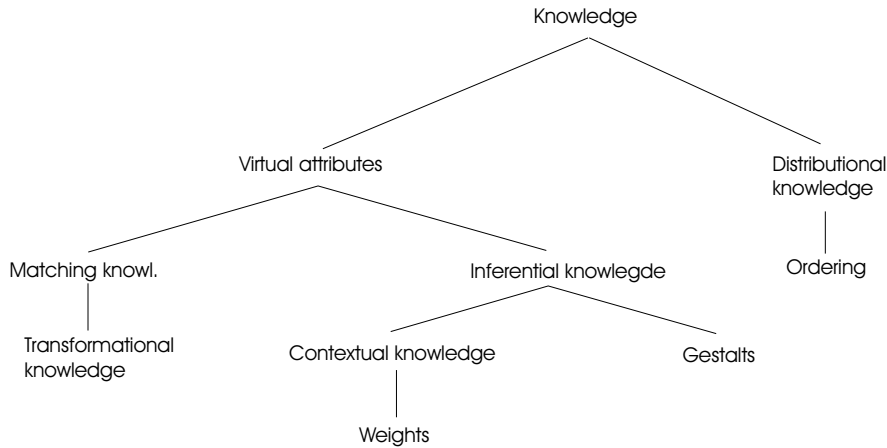 Knowledge
Virtual attributes
Distributional
knowledge
Matching knowl.
Inferential knowlegde
Ordering
Transformational
knowledge
Contextual knowledge
Gestalts
Weights